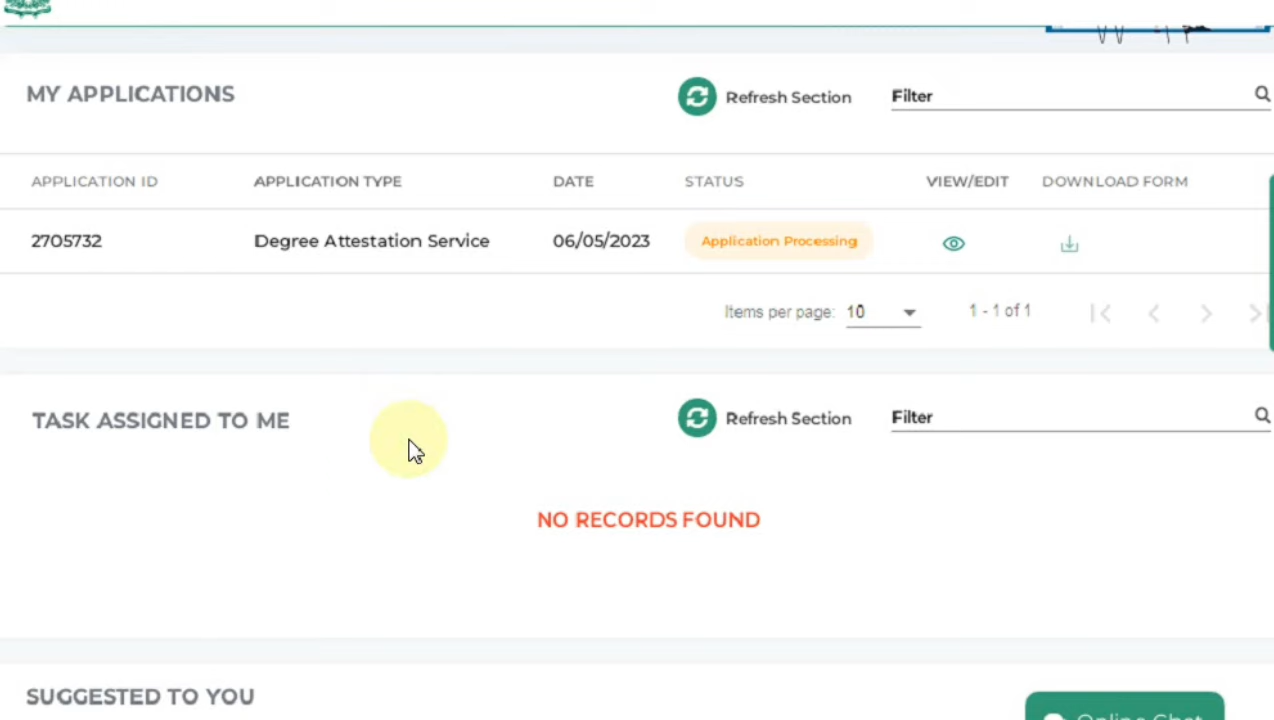 MY APPLICATIONS
Refresh Section
Filter
APPLICATION ID APPLICATION TYPE DATE STATUS VIEW/EDIT DOWNLOAD FORM
2705732 Degree Attestation Service 06/05/2023 Application Processing
Items per page: 10 1 - 1 of 1
TASK ASSIGNED TO ME
Refresh Section
Filter
NO RECORDS FOUND
SUGGESTED TO YOU
Online Chat